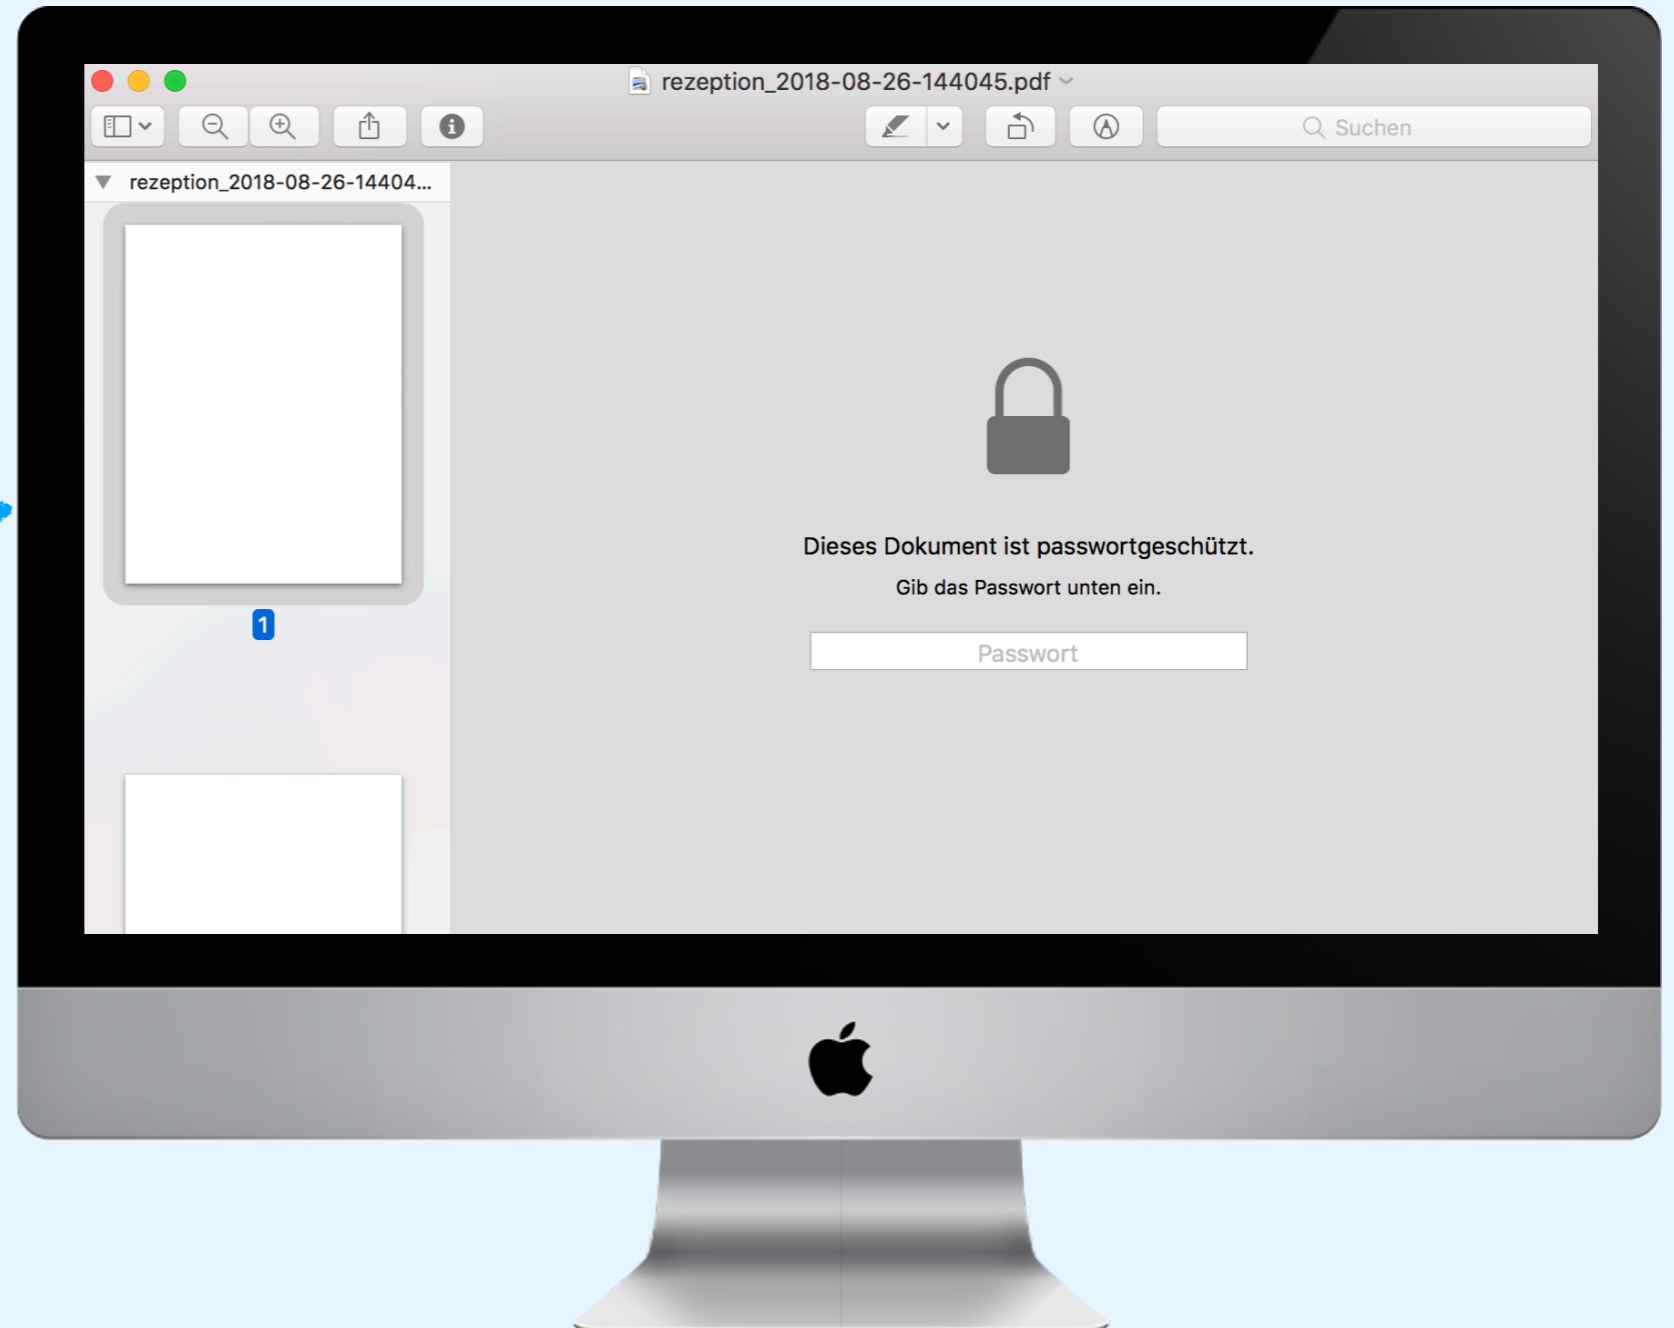 rezeption_2018-08-26-144045.pdf
Suchen
rezeption_2018-08-26-14404...
Dieses Dokument ist passwortgeschützt.
Gib das Passwort unten ein.
Passwort
1